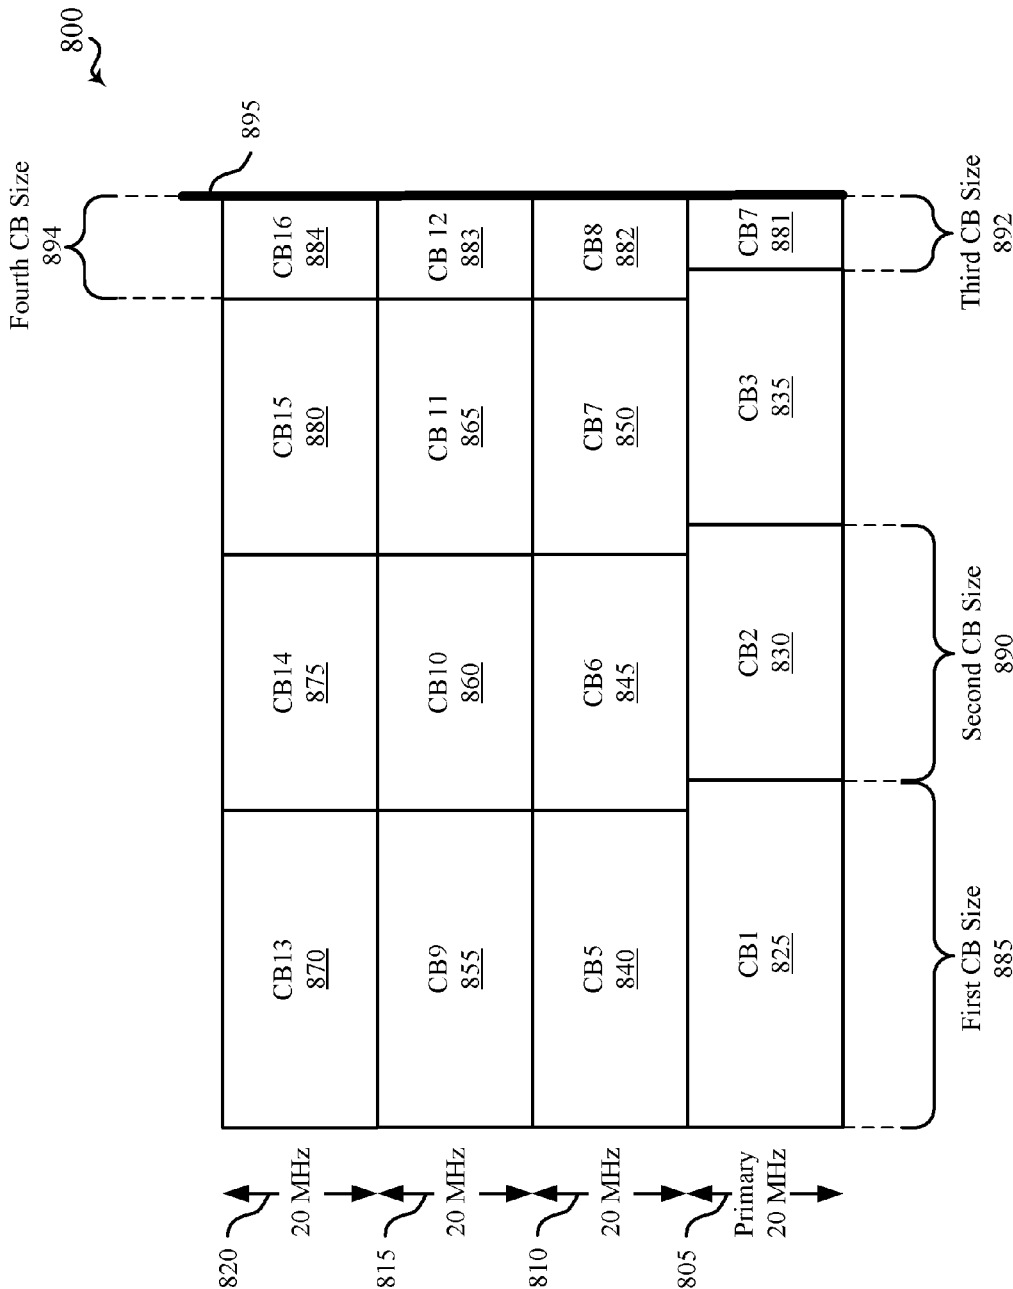 800
Fourth CB Size
894
895
820
20 MHz
CB13
870
CB14
875
CB15
880
CB16
884
815
20 MHz
CB9
855
CB10
860
CB 11
865
CB 12
883
810
20 MHz
CB5
840
CB6
845
CB7
850
CB8
882
805
Primary
20 MHz
CB1
825
CB2
830
CB3
835
CB7
881
First CB Size
885
Second CB Size
890
Third CB Size
892